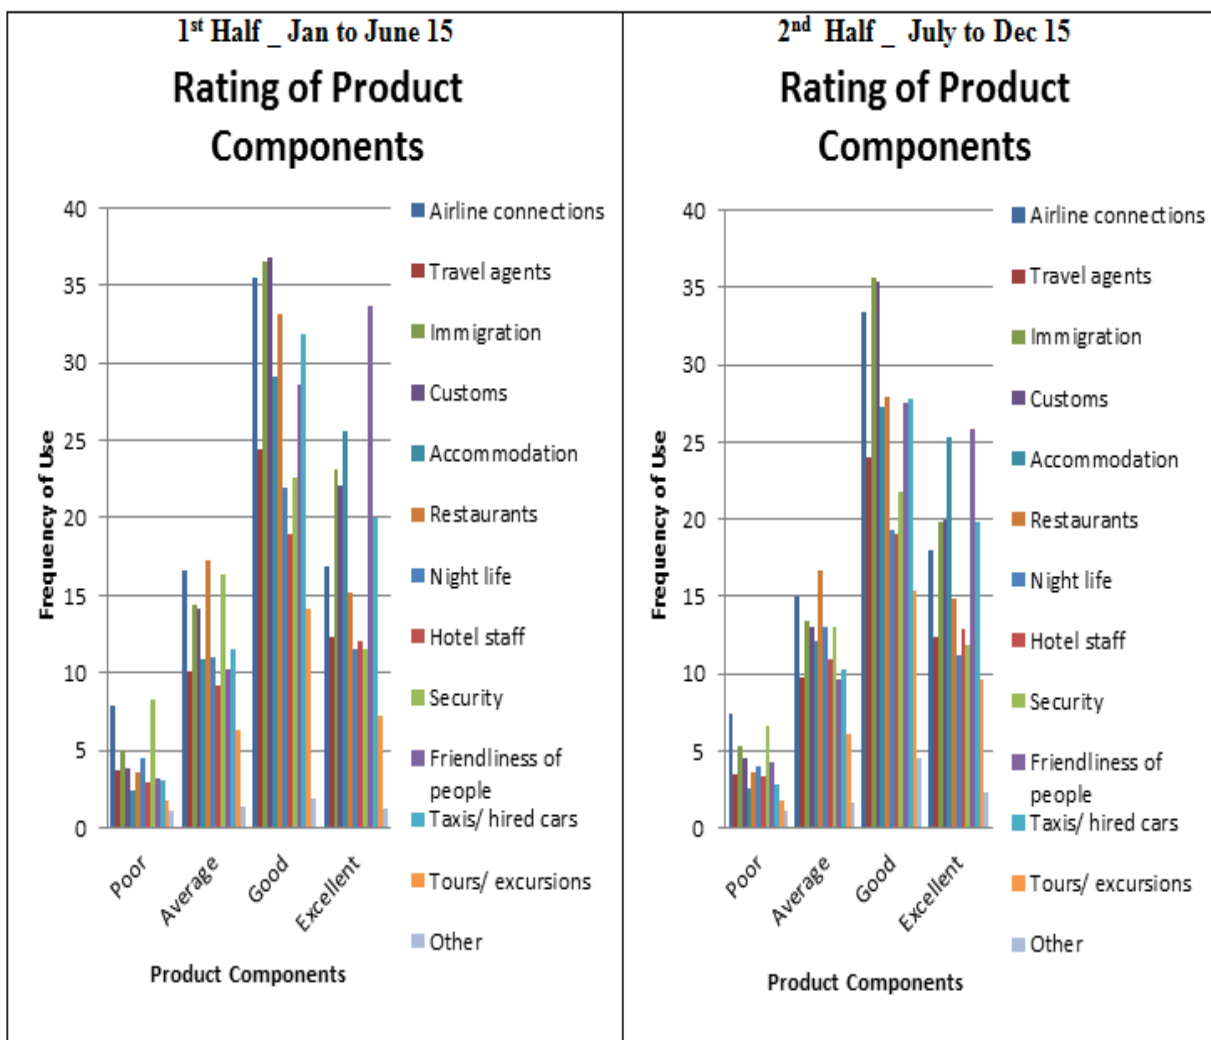 1st Half _ Jan to June 15
Rating of Product
Components
40
35
30
25
20
15
10
5
0
Frequency of Use
Poor
Average
Good
Excellent
Product Components
Airline connections
Travel agents
Immigration
Customs
Accommodation
Restaurants
Night life
Hotel staff
Security
Friendliness of
people
Taxis/ hired cars
Tours/ excursions
Other
2nd Half _ July to Dec 15
Rating of Product
Components
40
35
30
25
20
15
10
5
0
Frequency of Use
Poor
Average
Good
Excellent
Product Components
Airline connections
Travel agents
Immigration
Customs
Accommodation
Restaurants
Night life
Hotel staff
Security
Friendliness of
people
Taxis/ hired cars
Tours/ excursions
Other